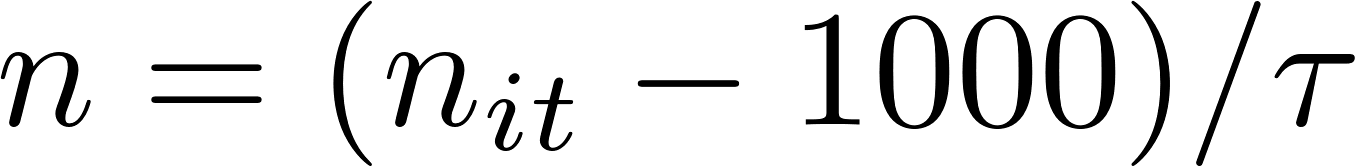 n = (n_{it} − 1000)/τ